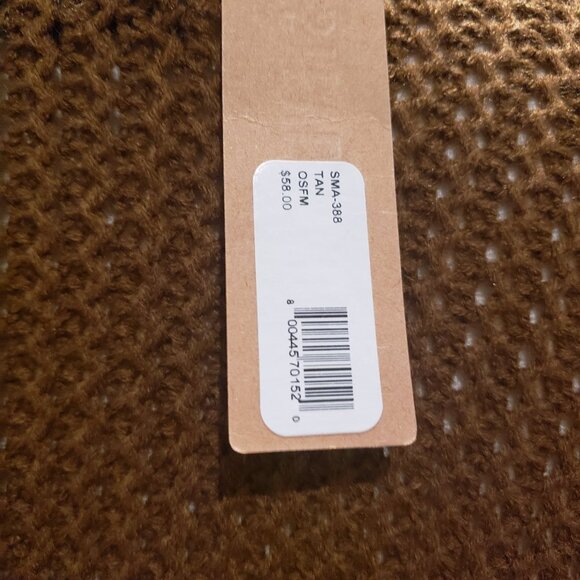 SMA-388
TAN
OSFM
$58.00
8 00445 70152 0